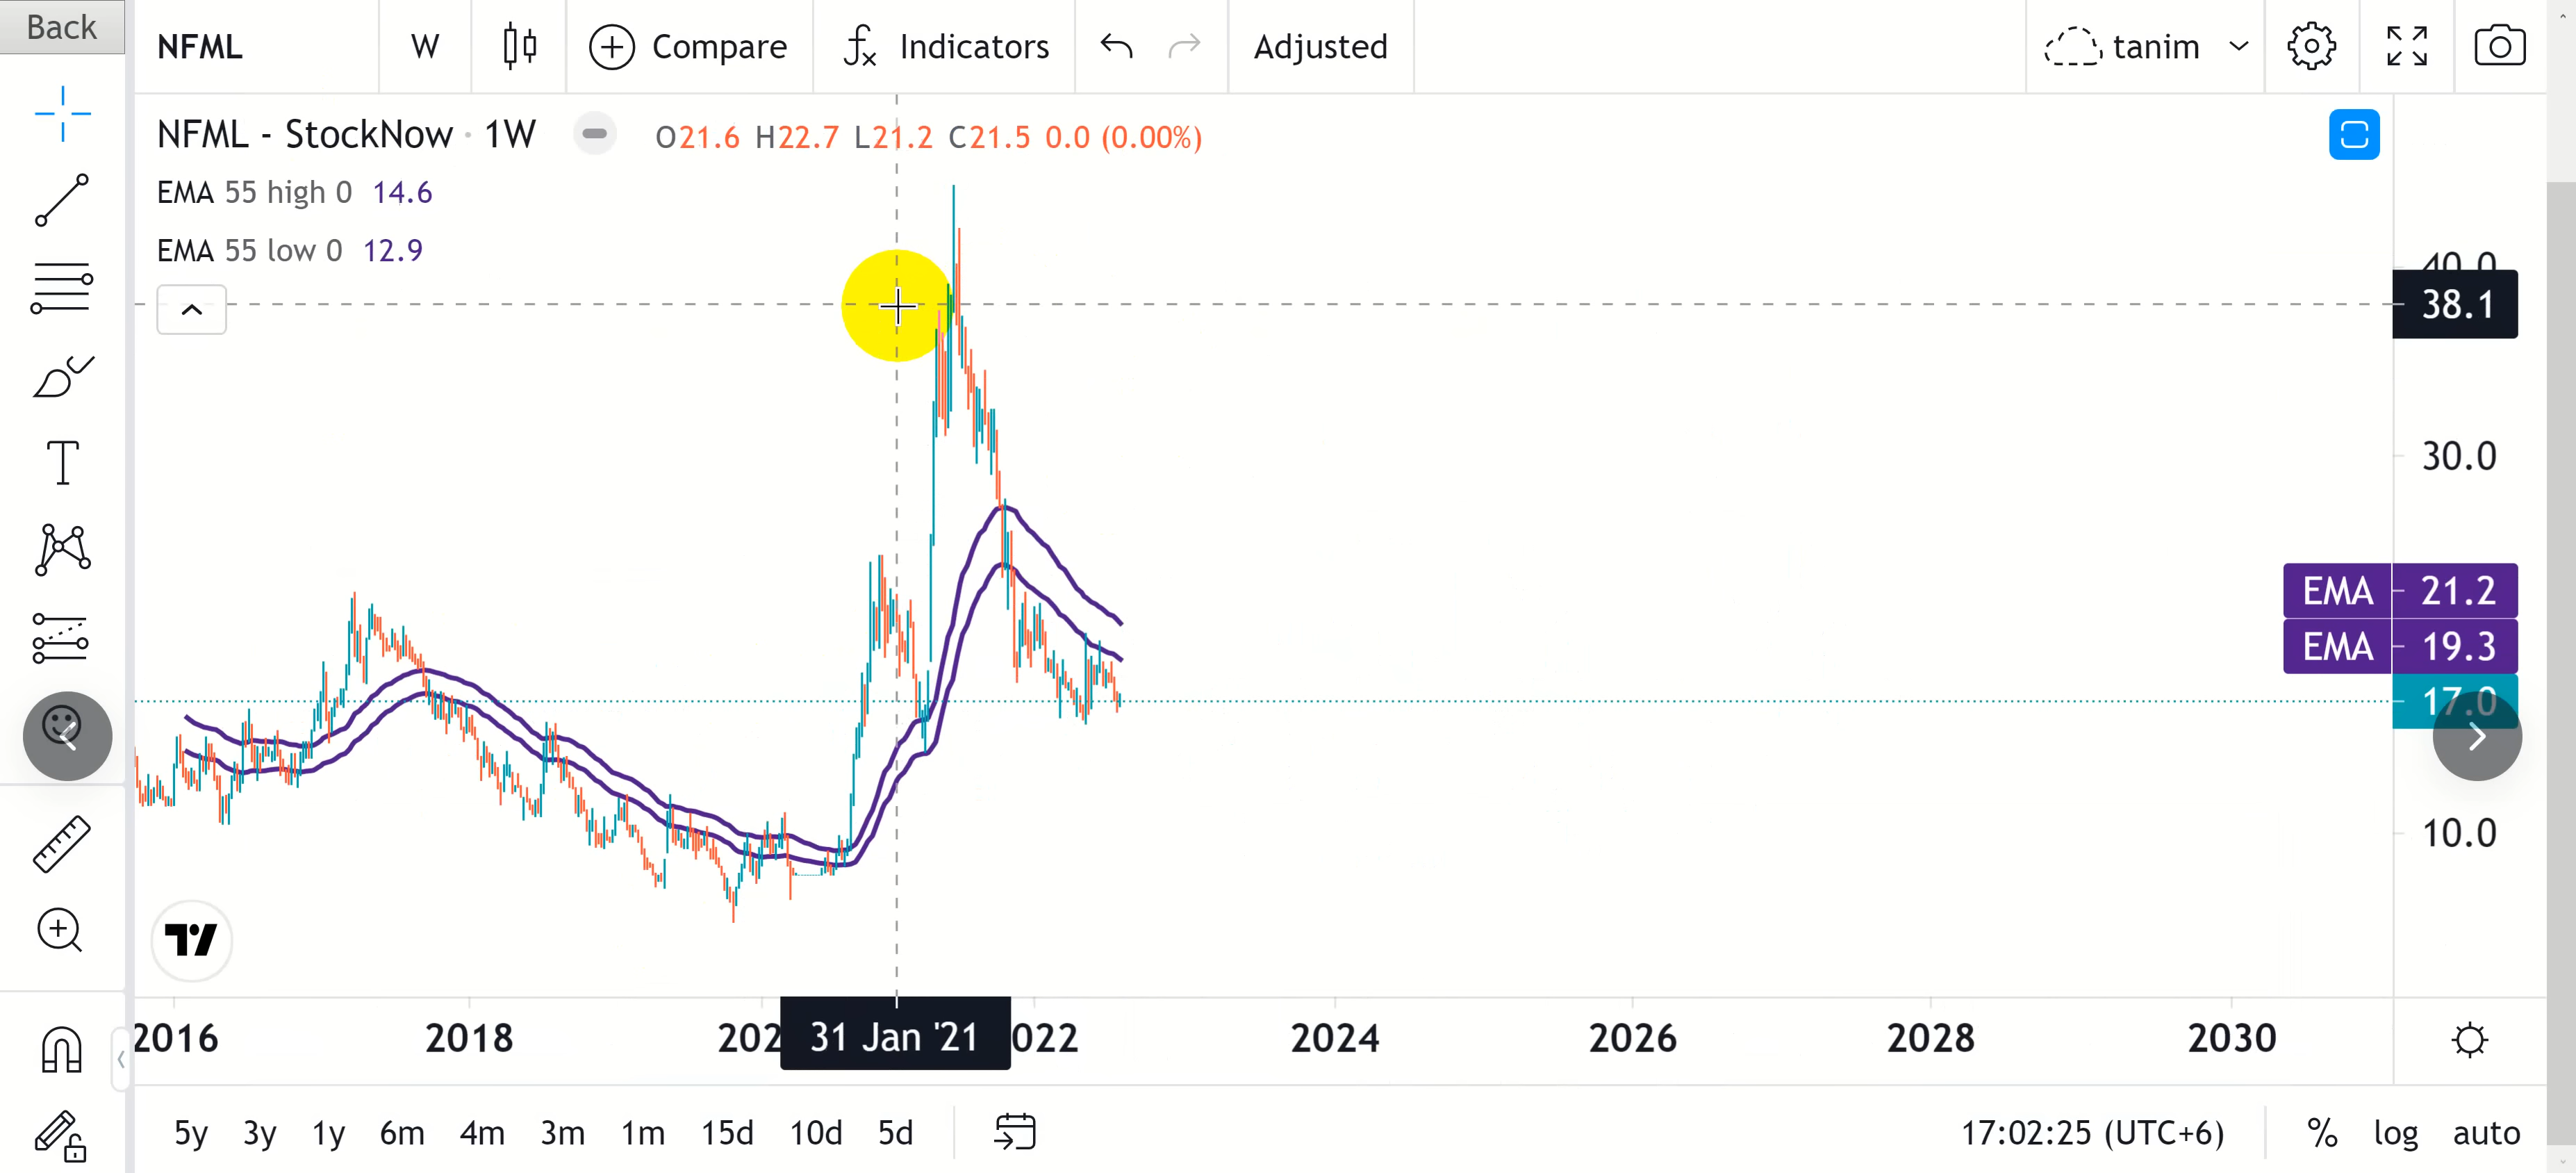 Back
NFML W Compare Indicators Adjusted tanim
NFML - StockNow · 1W O21.6 H22.7 L21.2 C21.5 0.0 (0.00%)
EMA 55 high 0 14.6
EMA 55 low 0 12.9
40.0
38.1
30.0
EMA 21.2
EMA 19.3
17.0
10.0
2016 2018 202 31 Jan '21 022 2024 2026 2028 2030
5y 3y 1y 6m 4m 3m 1m 15d 10d 5d 17:02:25 (UTC+6) % log auto